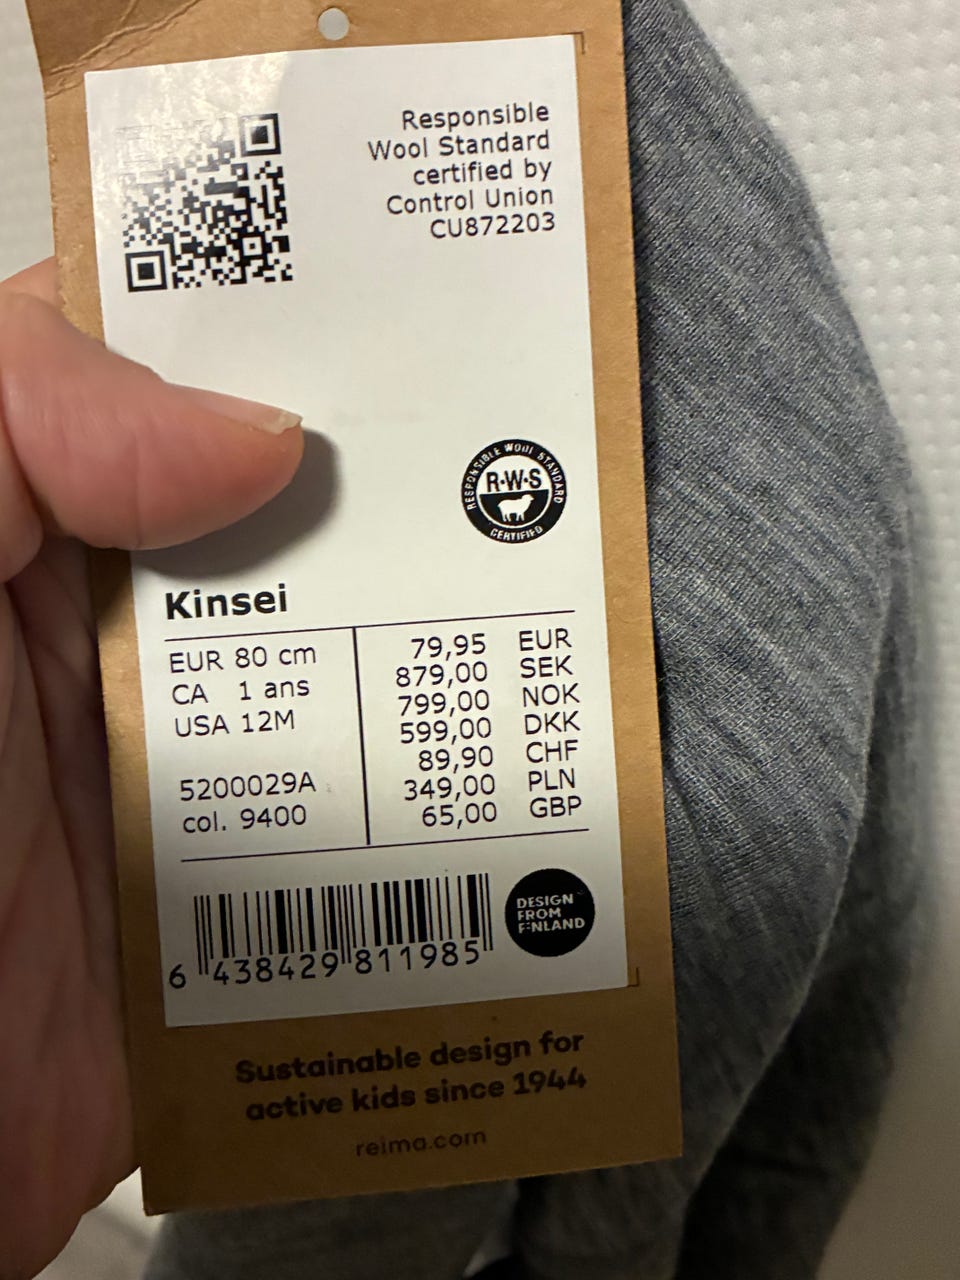 Responsible
Wool Standard
certified by
Control Union
CU872203
RESPONSIBLE WOOL STANDARD
R·W·S
CERTIFIED
Kinsei
EUR 80 cm
CA 1 ans
USA 12M
5200029A
col. 9400
79,95 EUR
879,00 SEK
799,00 NOK
599,00 DKK
89,90 CHF
349,00 PLN
65,00 GBP
6 438429 811985
DESIGN
FROM
FINLAND
Sustainable design for
active kids since 1944
reima.com